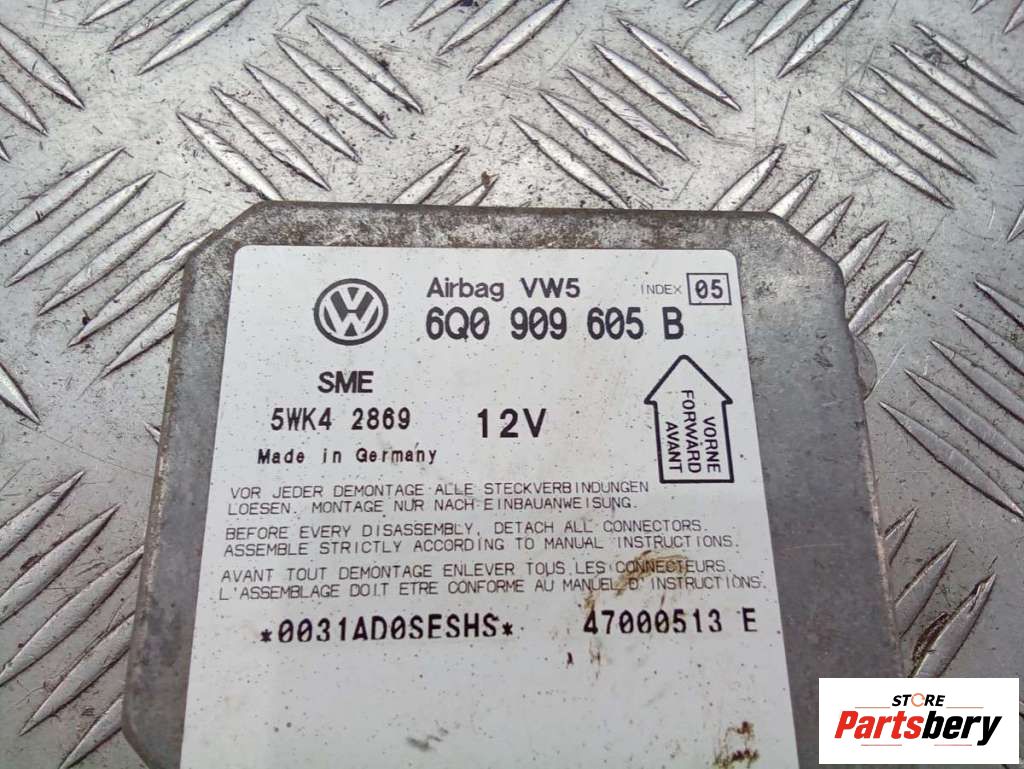 Airbag VW5 INDEX 05
6Q0 909 605 B
SME
5WK4 2869 12V
Made in Germany
VORNE
FORWARD
AVANT
VOR JEDER DEMONTAGE ALLE STECKVERBINDUNGEN
LOESEN. MONTAGE NUR NACH EINBAUANWEISUNG.
BEFORE EVERY DISASSEMBLY, DETACH ALL CONNECTORS.
ASSEMBLE STRICTLY ACCORDING TO MANUAL INSTRUCTIONS.
AVANT TOUT DEMONTAGE ENLEVER TOUS LES CONNECTEURS.
L'ASSEMBLAGE DOIT ETRE CONFORME AU MANUEL D'INSTRUCTIONS.
*0031AD0SESHS* 47000513 E
STORE
Partsbery